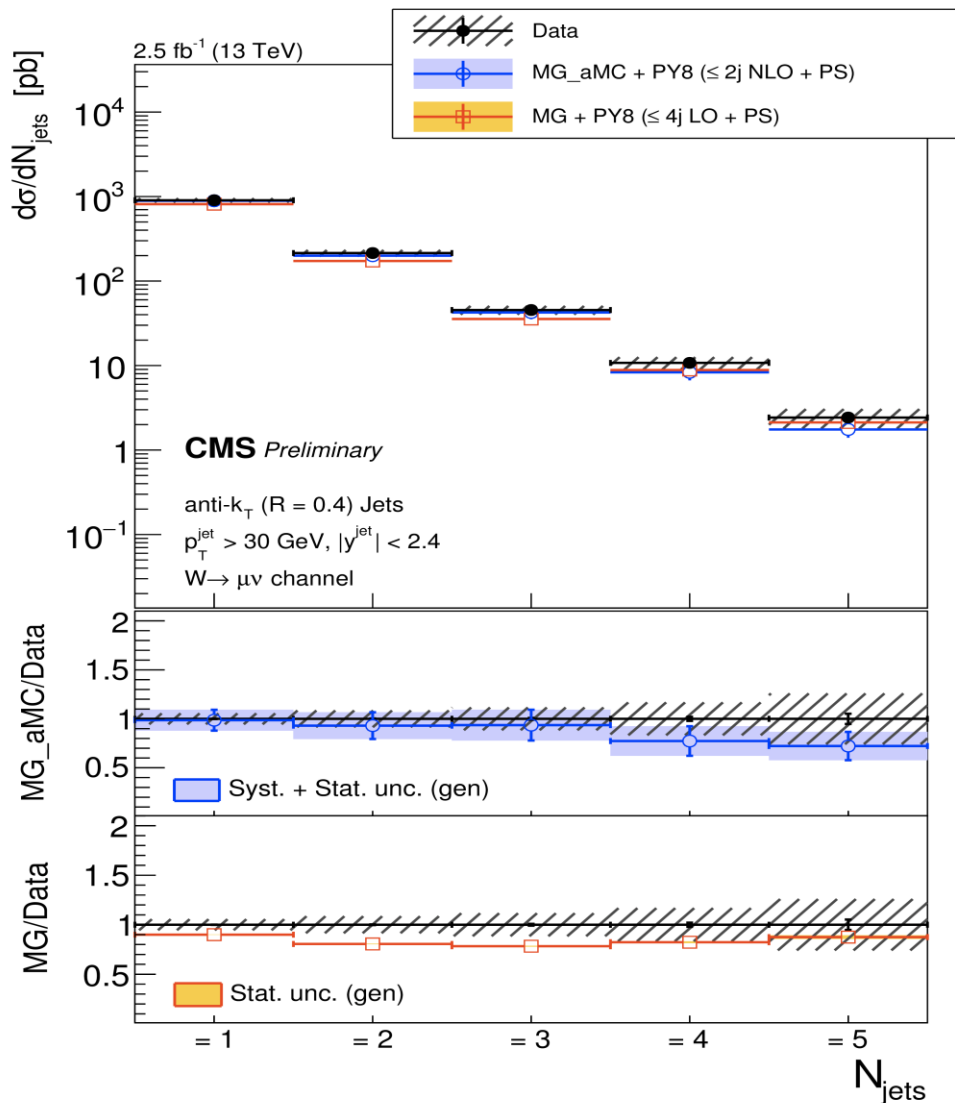 2.5 fb⁻¹ (13 TeV)
Data
MG_aMC + PY8 (≤ 2j NLO + PS)
MG + PY8 (≤ 4j LO + PS)
dσ/dN_jets [pb]
10⁴
10³
10²
10
1
10⁻¹
CMS Preliminary
anti-k_T (R = 0.4) Jets
p_T^jet > 30 GeV, |y^jet| < 2.4
W→ μν channel
MG_aMC/Data
2
1.5
1
0.5
Syst. + Stat. unc. (gen)
MG/Data
2
1.5
1
0.5
Stat. unc. (gen)
= 1 = 2 = 3 = 4 = 5
N_jets